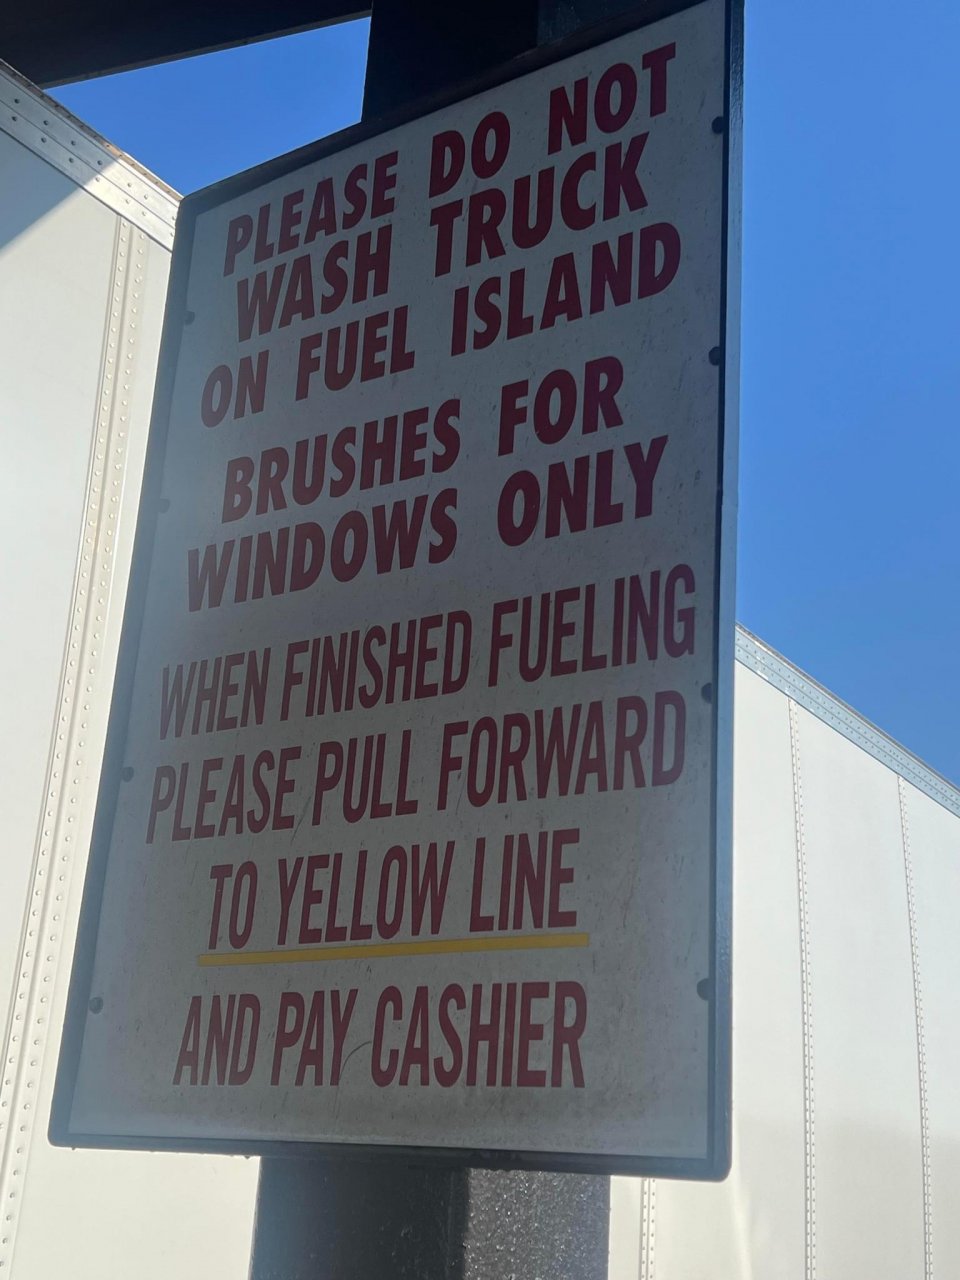 PLEASE DO NOT
WASH TRUCK
ON FUEL ISLAND
BRUSHES FOR
WINDOWS ONLY
WHEN FINISHED FUELING
PLEASE PULL FORWARD
TO YELLOW LINE
AND PAY CASHIER